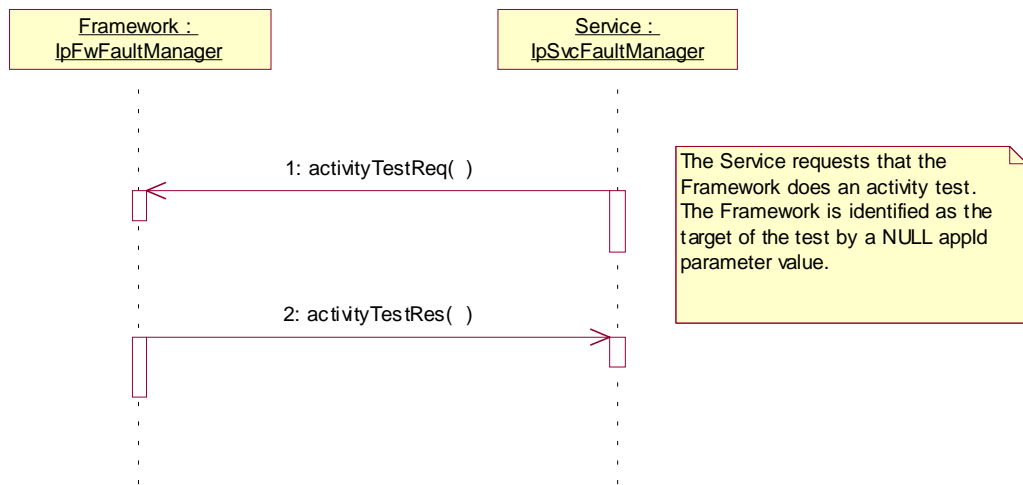 Framework :
IpFwFaultManager
Service :
IpSvcFaultManager
1: activityTestReq( )
The Service requests that the
Framework does an activity test.
The Framework is identified as the
target of the test by a NULL appId
parameter value.
2: activityTestRes( )